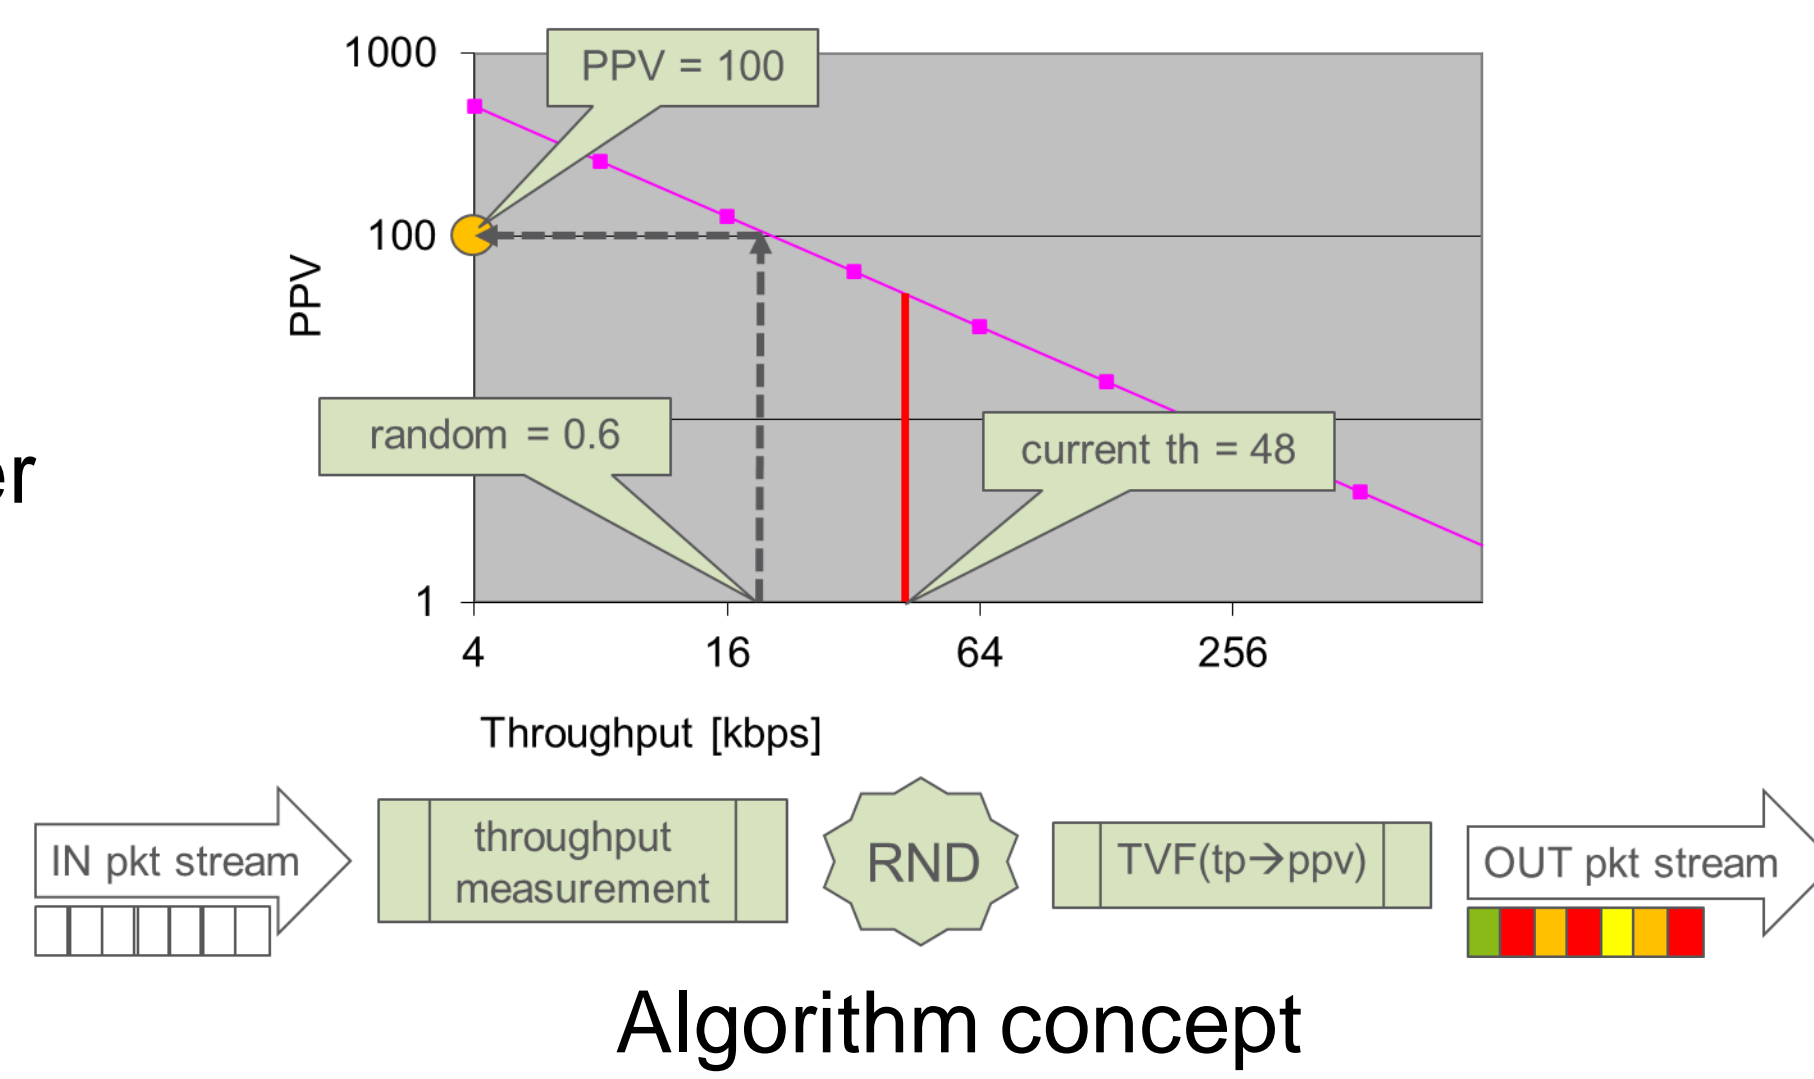 1000
PPV = 100
100
PPV
random = 0.6
current th = 48
er
1
4 16 64 256
Throughput [kbps]
IN pkt stream
throughput
measurement
RND
TVF(tp→ppv)
OUT pkt stream
Algorithm concept